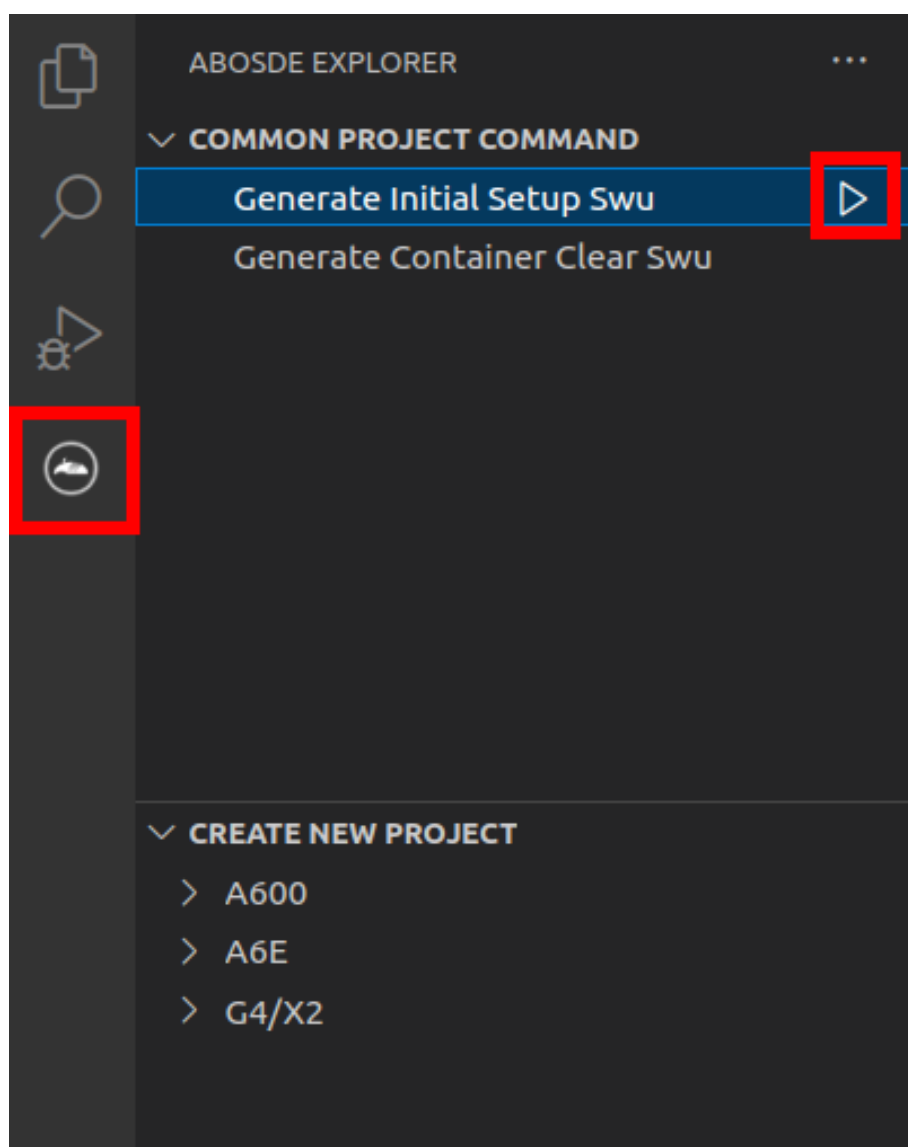 ABOSDE EXPLORER
COMMON PROJECT COMMAND
Generate Initial Setup Swu
Generate Container Clear Swu
CREATE NEW PROJECT
A600
A6E
G4/X2